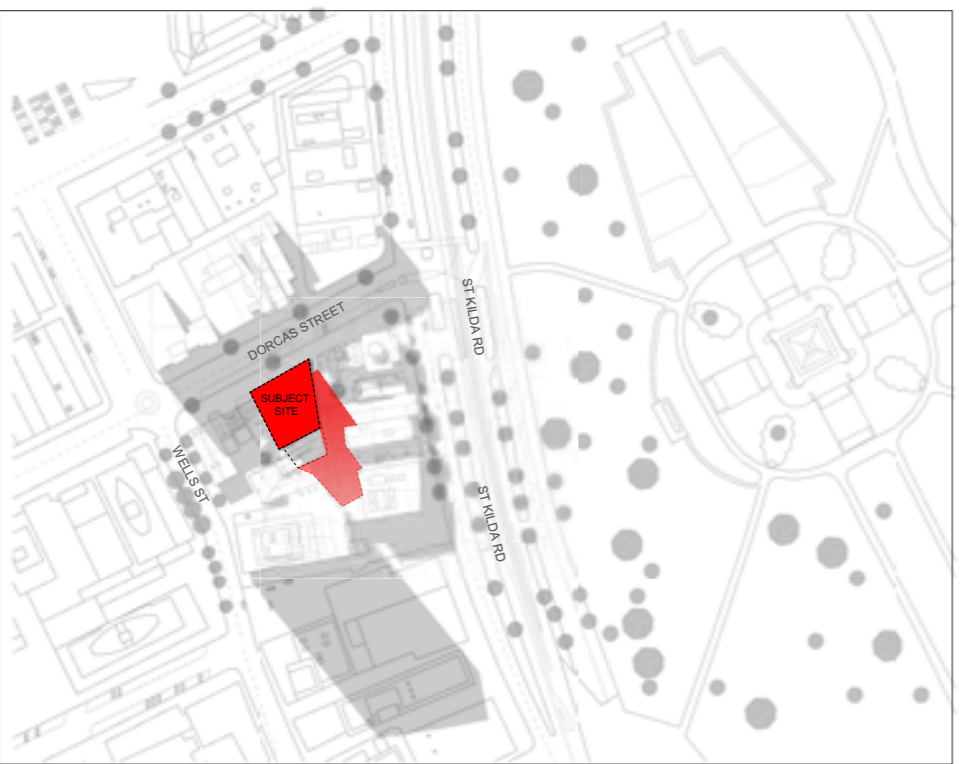 ST KILDA RD
DORCAS STREET
SUBJECT
SITE
WELLS ST
ST KILDA RD